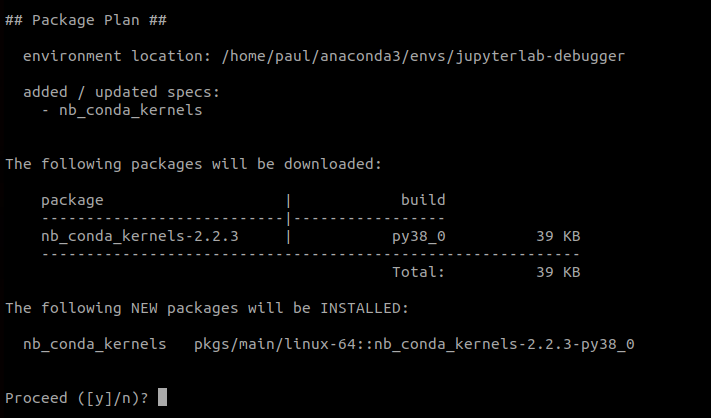 ## Package Plan ##
environment location: /home/paul/anaconda3/envs/jupyterlab-debugger
added / updated specs:
- nb_conda_kernels
The following packages will be downloaded:
package | build
---------------------------|-----------------
nb_conda_kernels-2.2.3 | py38_0 39 KB
------------------------------------------------------------
Total: 39 KB
The following NEW packages will be INSTALLED:
nb_conda_kernels pkgs/main/linux-64::nb_conda_kernels-2.2.3-py38_0
Proceed ([y]/n)?